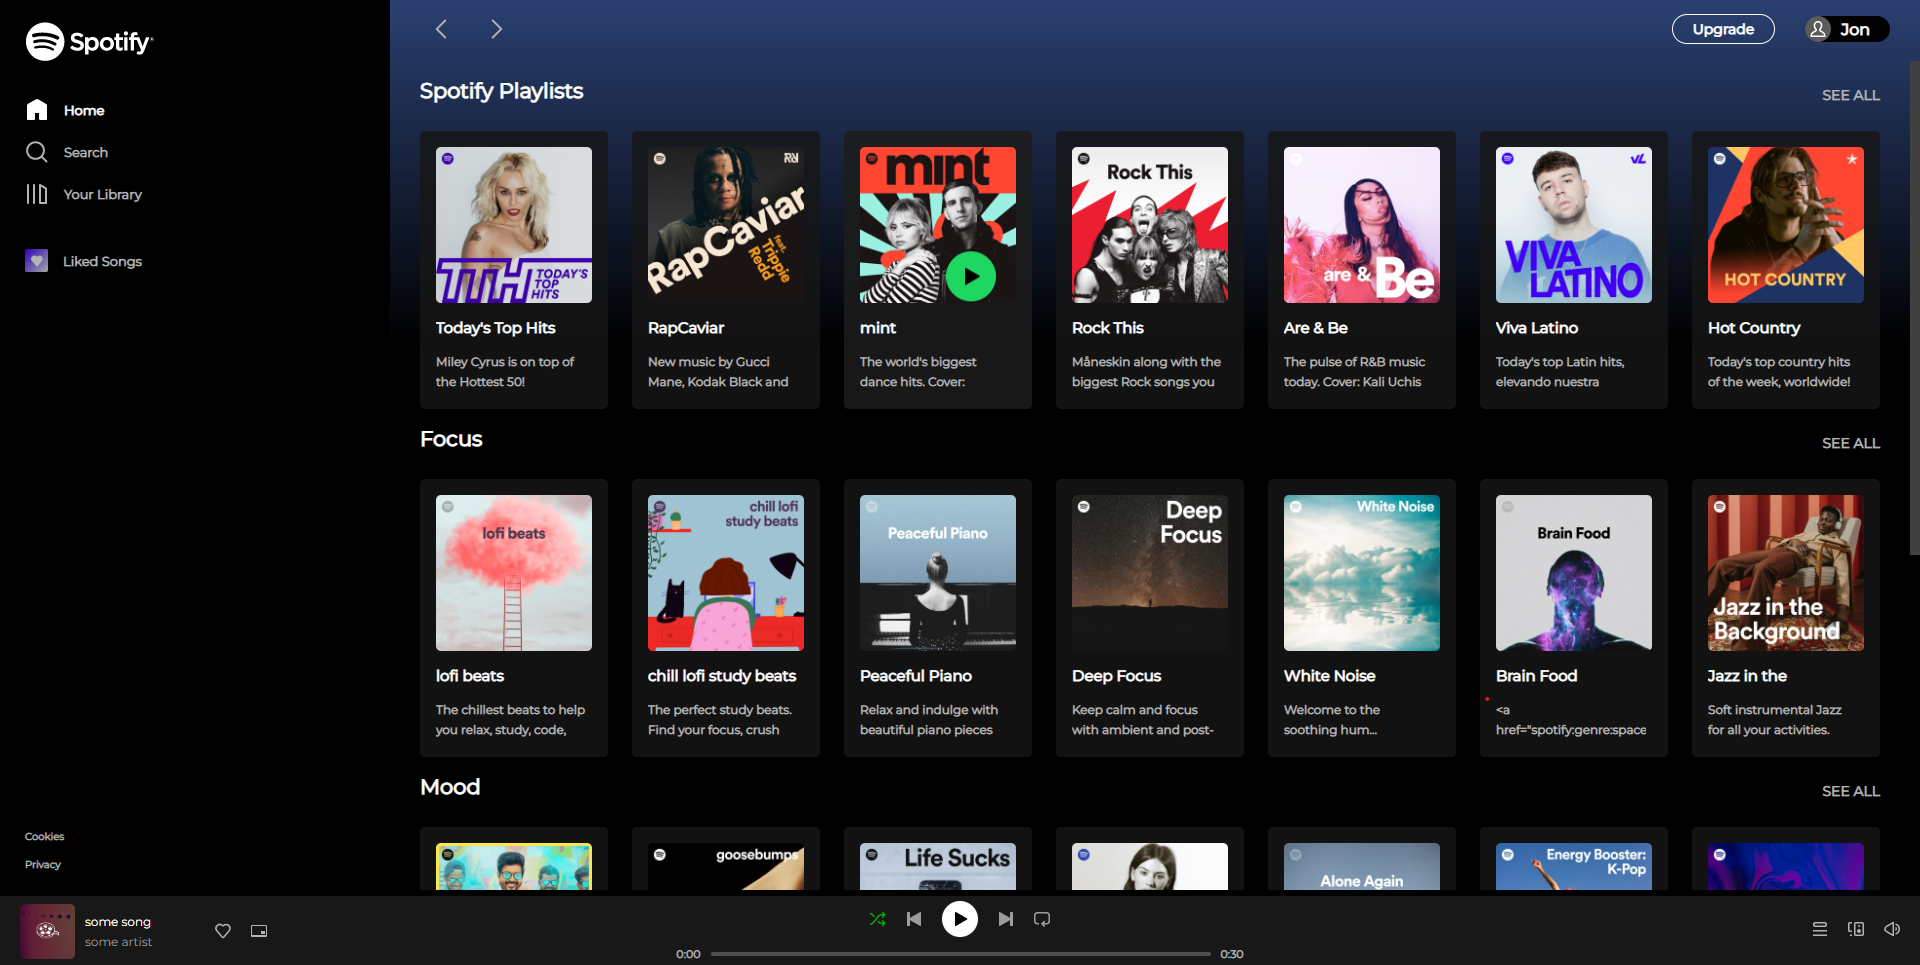 Spotify
Home
Search
Your Library
Liked Songs
Cookies
Privacy
Upgrade
Jon
Spotify Playlists
SEE ALL
TTH TODAY'S
TOP
HITS
Today's Top Hits
Miley Cyrus is on top of
the Hottest 50!
RapCaviar
feat.
Trippie
Redd
RapCaviar
New music by Gucci
Mane, Kodak Black and
mint
mint
The world's biggest
dance hits. Cover:
Rock This
Rock This
Måneskin along with the
biggest Rock songs you
are & Be
Are & Be
The pulse of R&B music
today. Cover: Kali Uchis
VL
VIVA
LATINO
Viva Latino
Today's top Latin hits,
elevando nuestra
HOT COUNTRY
Hot Country
Today's top country hits
of the week, worldwide!
Focus
SEE ALL
lofi beats
lofi beats
The chillest beats to help
you relax, study, code,
chill lofi
study beats
chill lofi study beats
The perfect study beats.
Find your focus, crush
Peaceful Piano
Peaceful Piano
Relax and indulge with
beautiful piano pieces
Deep
Focus
Deep Focus
Keep calm and focus
with ambient and post-
White Noise
White Noise
Welcome to the
soothing hum...
Brain Food
Brain Food
<a
href="spotify:genre:space
Jazz in the
Background
Jazz in the
Soft instrumental Jazz
for all your activities.
Mood
SEE ALL
goosebumps
Life Sucks
Alone Again
Energy Booster:
K-Pop
some song
some artist
0:00
0:30